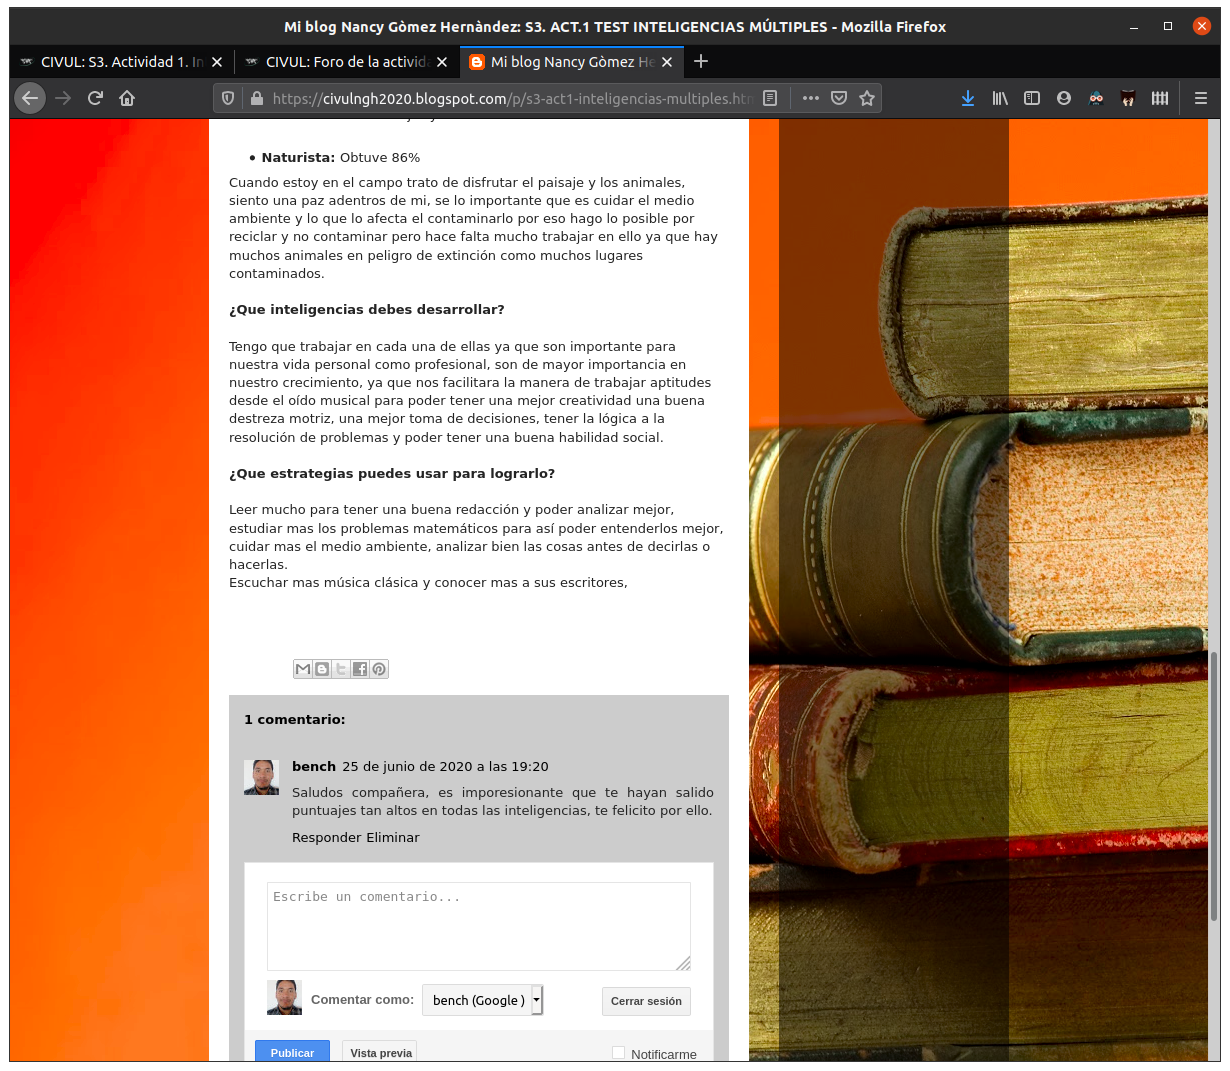 Mi blog Nancy Gòmez Hernàndez: S3. ACT.1 TEST INTELIGENCIAS MÚLTIPLES - Mozilla Firefox
CIVUL: S3. Actividad 1. In
CIVUL: Foro de la activid
Mi blog Nancy Gòmez He
https://civulngh2020.blogspot.com/p/s3-act1-inteligencias-multiples.htm
• Naturista: Obtuve 86%
Cuando estoy en el campo trato de disfrutar el paisaje y los animales,
siento una paz adentros de mi, se lo importante que es cuidar el medio
ambiente y lo que lo afecta el contaminarlo por eso hago lo posible por
reciclar y no contaminar pero hace falta mucho trabajar en ello ya que hay
muchos animales en peligro de extinción como muchos lugares
contaminados.
¿Que inteligencias debes desarrollar?
Tengo que trabajar en cada una de ellas ya que son importante para
nuestra vida personal como profesional, son de mayor importancia en
nuestro crecimiento, ya que nos facilitara la manera de trabajar aptitudes
desde el oído musical para poder tener una mejor creatividad una buena
destreza motriz, una mejor toma de decisiones, tener la lógica a la
resolución de problemas y poder tener una buena habilidad social.
¿Que estrategias puedes usar para lograrlo?
Leer mucho para tener una buena redacción y poder analizar mejor,
estudiar mas los problemas matemáticos para así poder entenderlos mejor,
cuidar mas el medio ambiente, analizar bien las cosas antes de decirlas o
hacerlas.
Escuchar mas música clásica y conocer mas a sus escritores,
1 comentario:
bench 25 de junio de 2020 a las 19:20
Saludos compañera, es imporesionante que te hayan salido
puntuajes tan altos en todas las inteligencias, te felicito por ello.
Responder Eliminar
Escribe un comentario...
Comentar como: bench (Google ) Cerrar sesión
Publicar Vista previa Notificarme